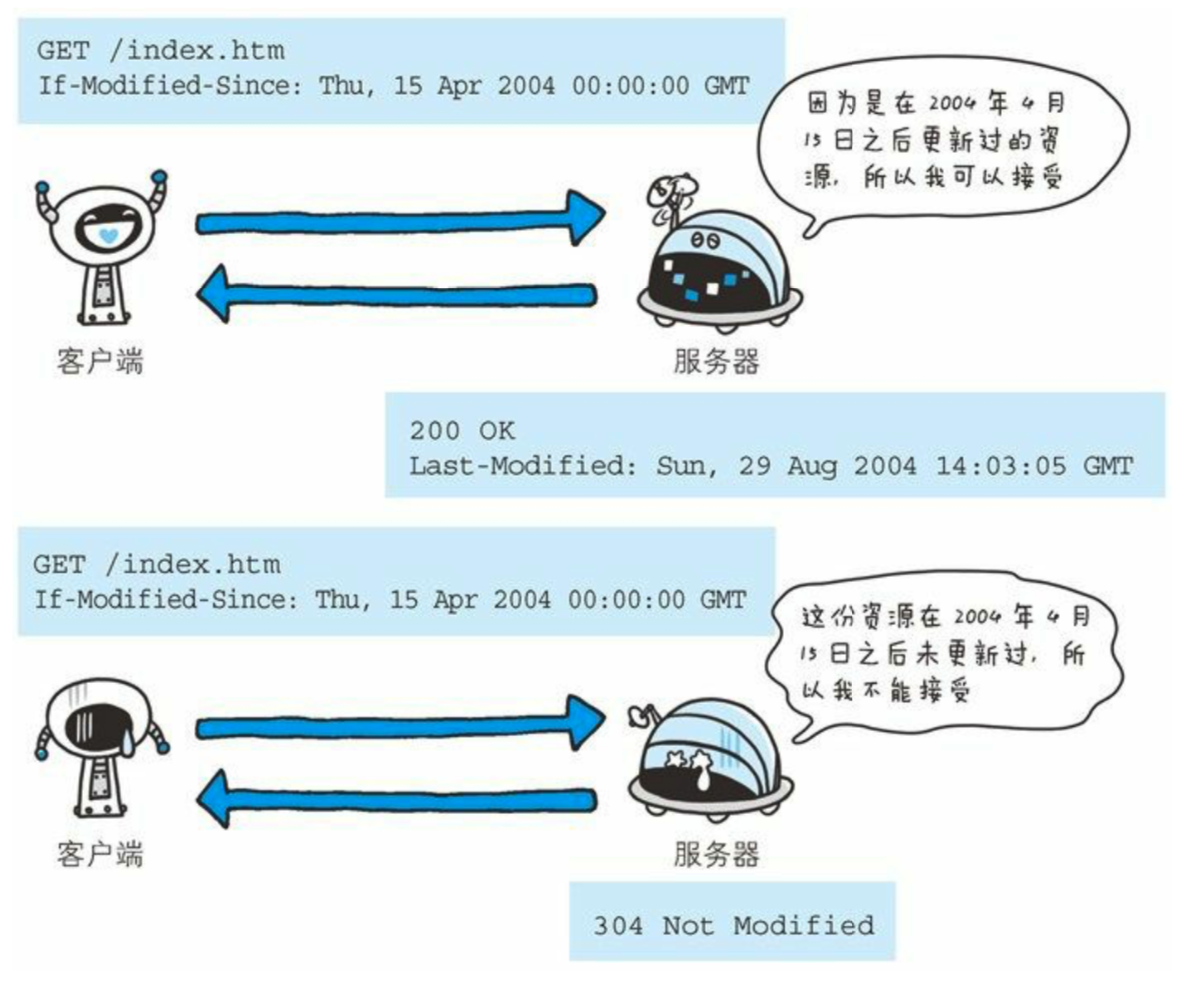 GET /index.htm
If-Modified-Since: Thu, 15 Apr 2004 00:00:00 GMT
因为是在 2004 年 4 月
15 日之后更新过的资
源，所以我可以接受
客户端
服务器
200 OK
Last-Modified: Sun, 29 Aug 2004 14:03:05 GMT
GET /index.htm
If-Modified-Since: Thu, 15 Apr 2004 00:00:00 GMT
这份资源在 2004 年 4 月
15 日之后未更新过，所
以我不能接受
客户端
服务器
304 Not Modified